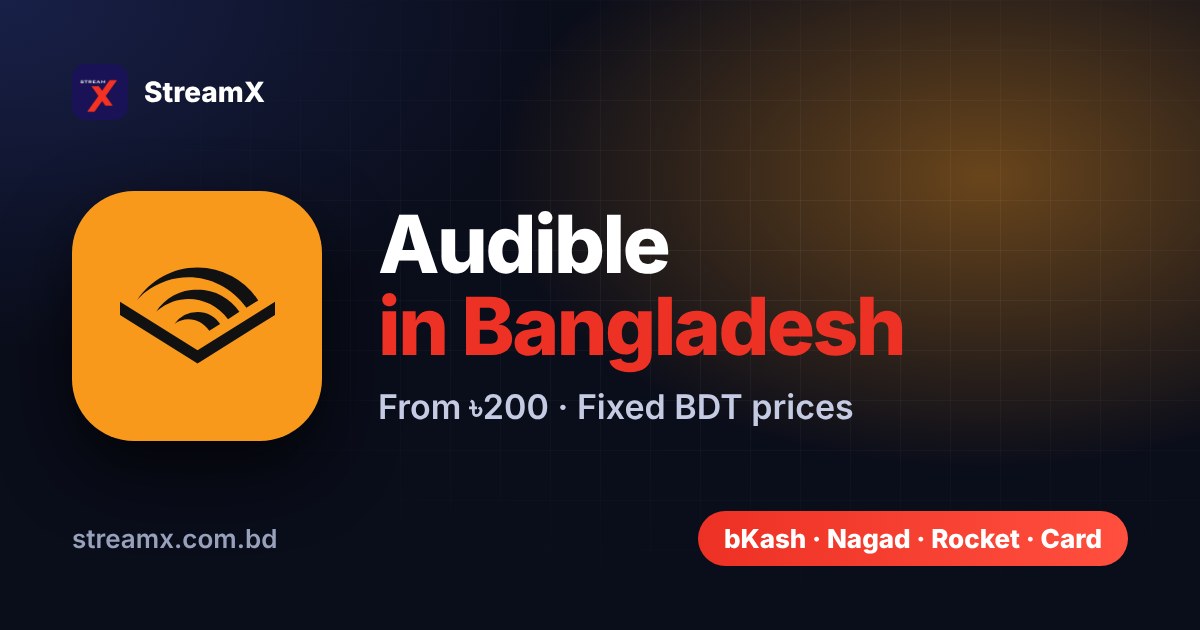 STREAM
X
StreamX
Audible
in Bangladesh
From ৳200 · Fixed BDT prices
streamx.com.bd
bKash · Nagad · Rocket · Card